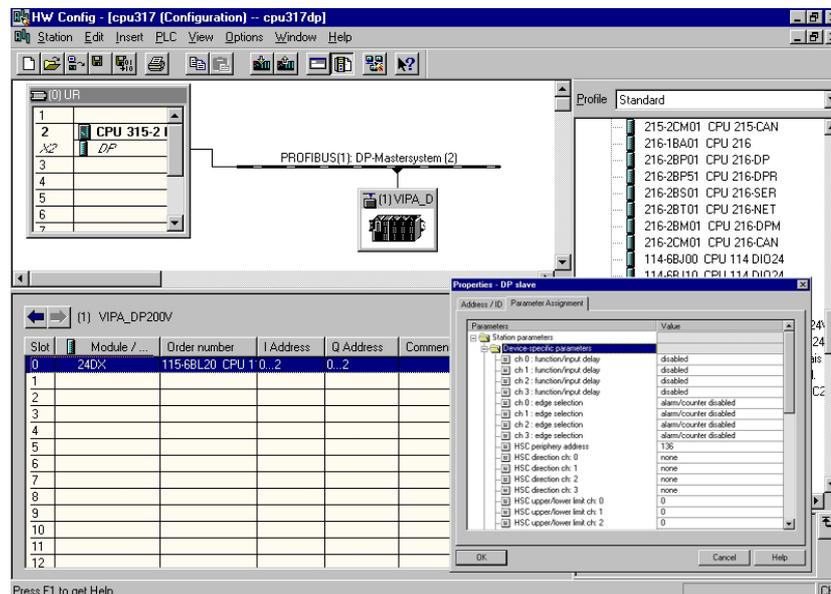 HW Config - [cpu317 (Configuration) -- cpu317dp]
Station Edit Insert PLC View Options Window Help
(0) UR
1
2 CPU 315-2
X2 DP
3
4
5
6
7
PROFIBUS(1): DP-Mastersystem (2)
(1) VIPA_D
Profile Standard
215-2CM01 CPU 215-CAN
216-1BA01 CPU 216
216-2BP01 CPU 216-DP
216-2BP51 CPU 216-DPR
216-2BS01 CPU 216-SER
216-2BT01 CPU 216-NET
216-2BM01 CPU 216-DPM
216-2CM01 CPU 216-CAN
114-6BJ00 CPU 114 DIO24
114-6BJ10 CPU 114 DIO24
(1) VIPA_DP200V
Slot Module / ... Order number I Address Q Address Commen
0 24DX 115-6BL20 CPU 1 0...2 0...2
1
2
3
4
5
6
7
8
9
10
11
12
Properties - DP slave
Address / ID Parameter Assignment
Parameters Value
Station parameters
Device-specific parameters
ch 0 : function/input delay disabled
ch 1 : function/input delay disabled
ch 2 : function/input delay disabled
ch 3 : function/input delay disabled
ch 0 : edge selection alarm/counter disabled
ch 1 : edge selection alarm/counter disabled
ch 2 : edge selection alarm/counter disabled
ch 3 : edge selection alarm/counter disabled
HSC periphery address 136
HSC direction ch: 0 none
HSC direction ch: 1 none
HSC direction ch: 2 none
HSC direction ch: 3 none
HSC upper/lower limit ch: 0 0
HSC upper/lower limit ch: 1 0
HSC upper/lower limit ch: 2 0
OK Cancel Help
Press F1 to get Help.